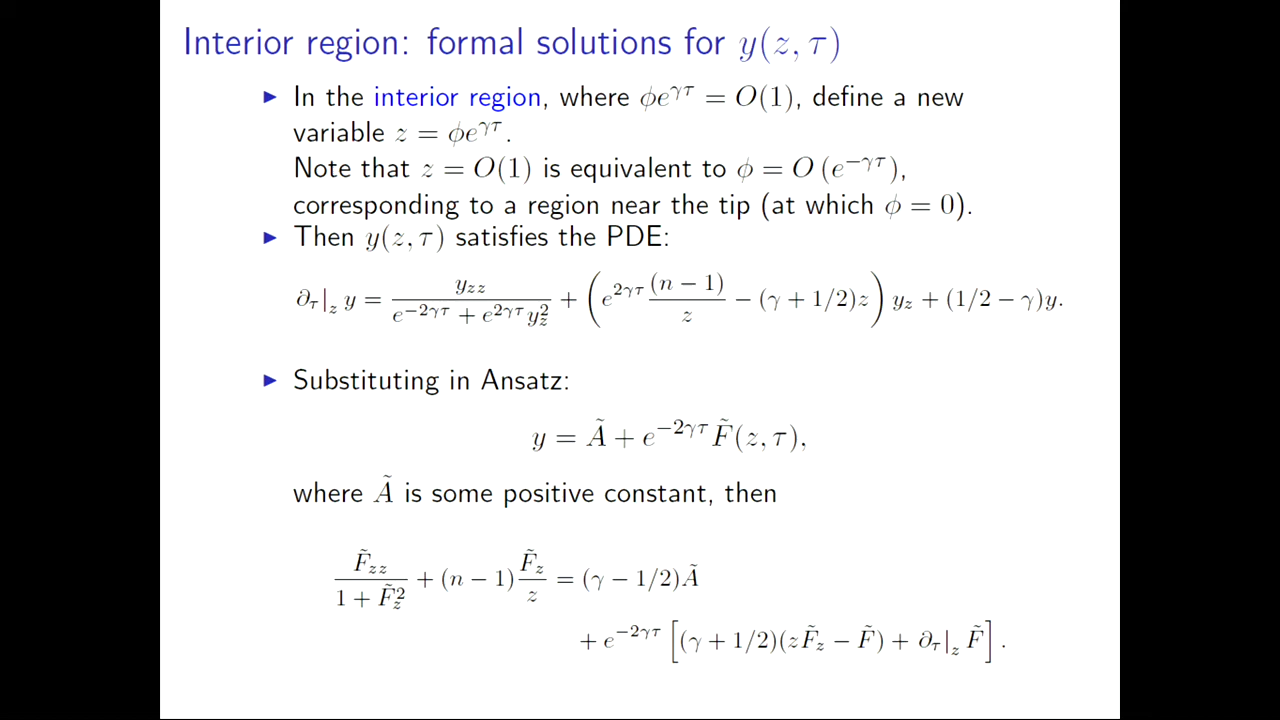 Interior region: formal solutions for y(z, τ)
▶ In the interior region, where ϕe^{γτ} = O(1), define a new
variable z = ϕe^{γτ}.
Note that z = O(1) is equivalent to ϕ = O (e^{−γτ}),
corresponding to a region near the tip (at which ϕ = 0).
▶ Then y(z, τ) satisfies the PDE:
∂_τ|_z y = \frac{y_{zz}}{e^{−2γτ} + e^{2γτ} y_z^2} + ( e^{2γτ} \frac{(n − 1)}{z} − (γ + 1/2)z ) y_z + (1/2 − γ)y.
▶ Substituting in Ansatz:
y = Ã + e^{−2γτ} F̃(z, τ),
where Ã is some positive constant, then
\frac{F̃_{zz}}{1 + F̃_z^2} + (n − 1) \frac{F̃_z}{z} = (γ − 1/2)Ã
+ e^{−2γτ} [ (γ + 1/2)(zF̃_z − F̃) + ∂_τ|_z F̃ ] .